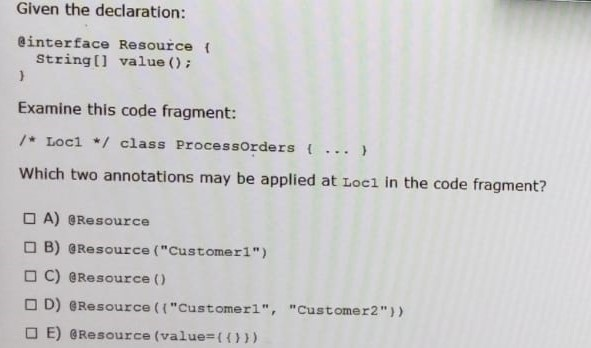 Given the declaration:
@interface Resource {
String[] value();
}
Examine this code fragment:
/* Loc1 */ class ProcessOrders { ... }
Which two annotations may be applied at Loc1 in the code fragment?
A) @Resource
B) @Resource("Customer1")
C) @Resource()
D) @Resource({"Customer1", "Customer2"})
E) @Resource(value={{}})